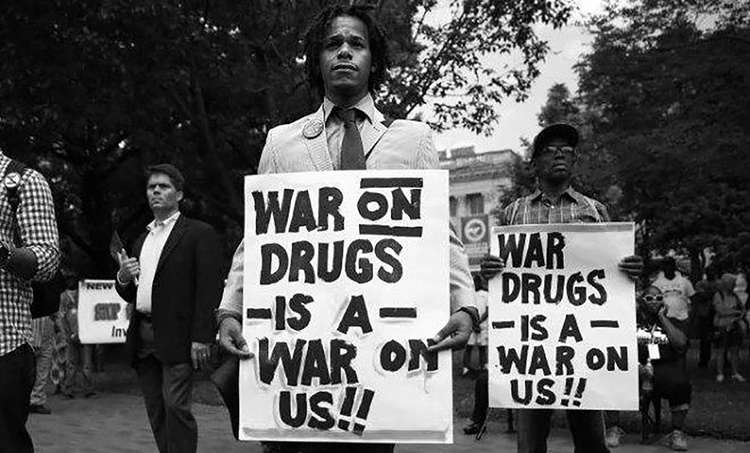 WAR ON
DRUGS
- IS A -
WAR ON
US!!
WAR
DRUGS
- IS A -
WAR ON
US!!
NEW